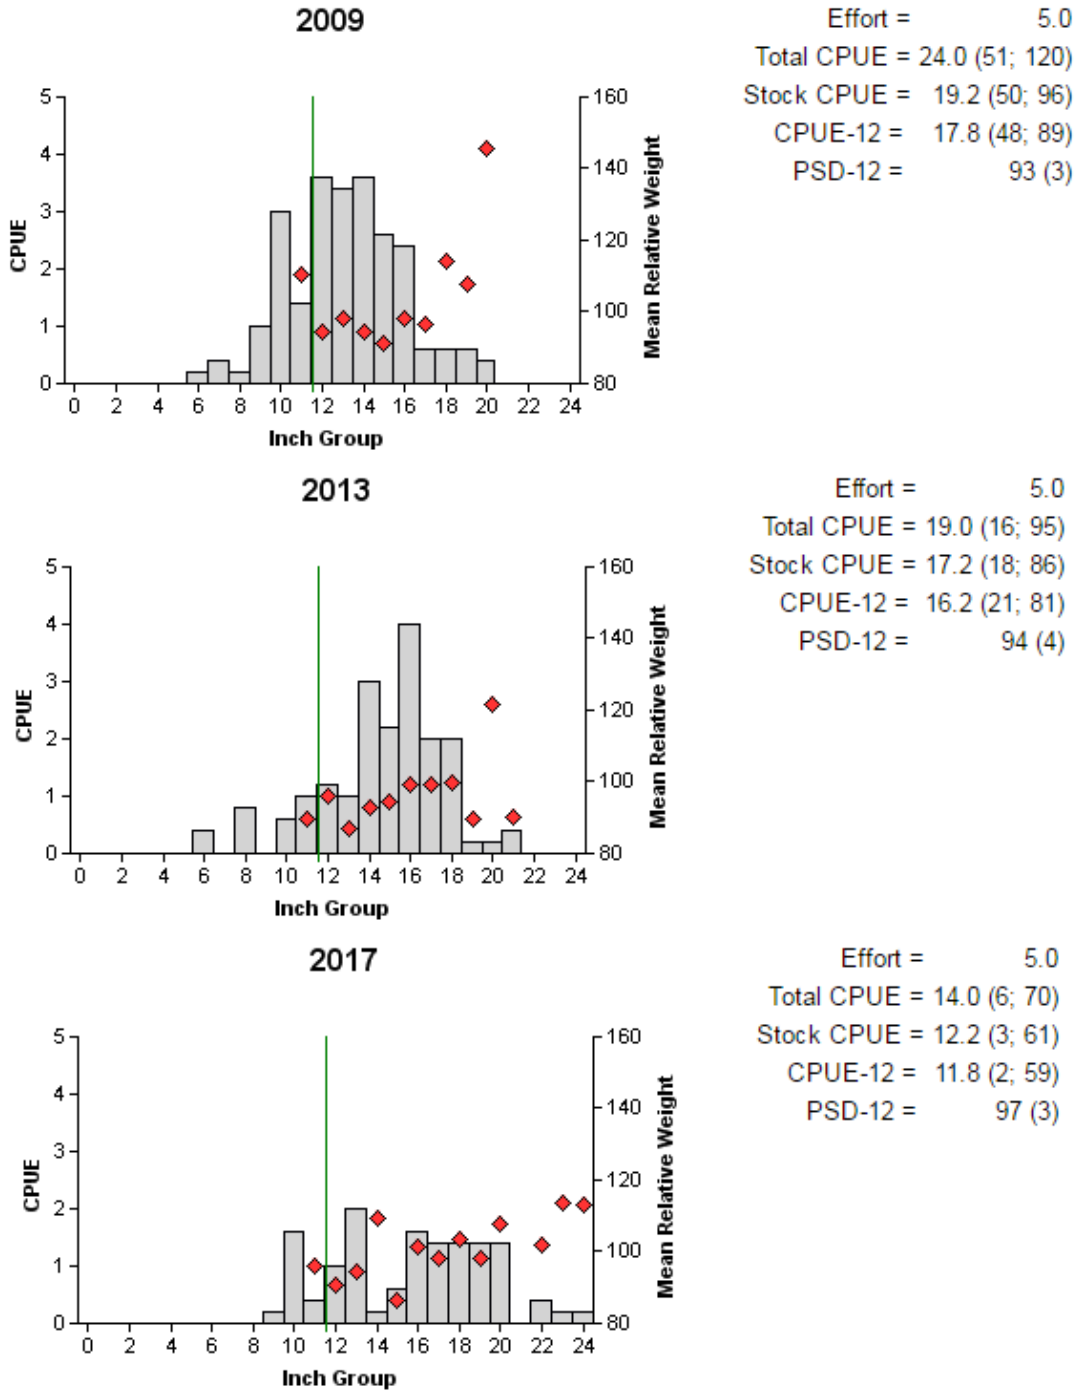 2009
Effort = 5.0
Total CPUE = 24.0 (51; 120)
Stock CPUE = 19.2 (50; 96)
CPUE-12 = 17.8 (48; 89)
PSD-12 = 93 (3)
5
4
3
2
1
0
CPUE
160
140
120
100
80
Mean Relative Weight
0 2 4 6 8 10 12 14 16 18 20 22 24
Inch Group
2013
Effort = 5.0
Total CPUE = 19.0 (16; 95)
Stock CPUE = 17.2 (18; 86)
CPUE-12 = 16.2 (21; 81)
PSD-12 = 94 (4)
5
4
3
2
1
0
CPUE
160
140
120
100
80
Mean Relative Weight
0 2 4 6 8 10 12 14 16 18 20 22 24
Inch Group
2017
Effort = 5.0
Total CPUE = 14.0 (6; 70)
Stock CPUE = 12.2 (3; 61)
CPUE-12 = 11.8 (2; 59)
PSD-12 = 97 (3)
5
4
3
2
1
0
CPUE
160
140
120
100
80
Mean Relative Weight
0 2 4 6 8 10 12 14 16 18 20 22 24
Inch Group